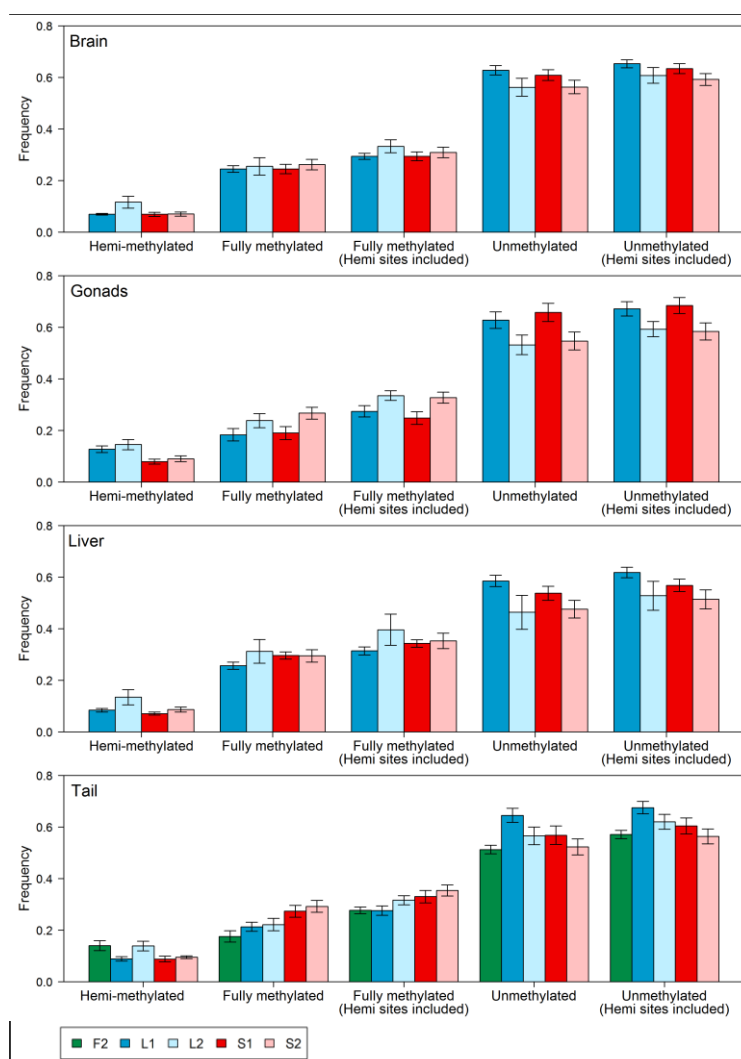 Brain
Frequency
0.8
0.6
0.4
0.2
0.0
Hemi-methylated
Fully methylated
Fully methylated
(Hemi sites included)
Unmethylated
Unmethylated
(Hemi sites included)
Gonads
Frequency
0.8
0.6
0.4
0.2
0.0
Hemi-methylated
Fully methylated
Fully methylated
(Hemi sites included)
Unmethylated
Unmethylated
(Hemi sites included)
Liver
Frequency
0.8
0.6
0.4
0.2
0.0
Hemi-methylated
Fully methylated
Fully methylated
(Hemi sites included)
Unmethylated
Unmethylated
(Hemi sites included)
Tail
Frequency
0.8
0.6
0.4
0.2
0.0
Hemi-methylated
Fully methylated
Fully methylated
(Hemi sites included)
Unmethylated
Unmethylated
(Hemi sites included)
F2 L1 L2 S1 S2